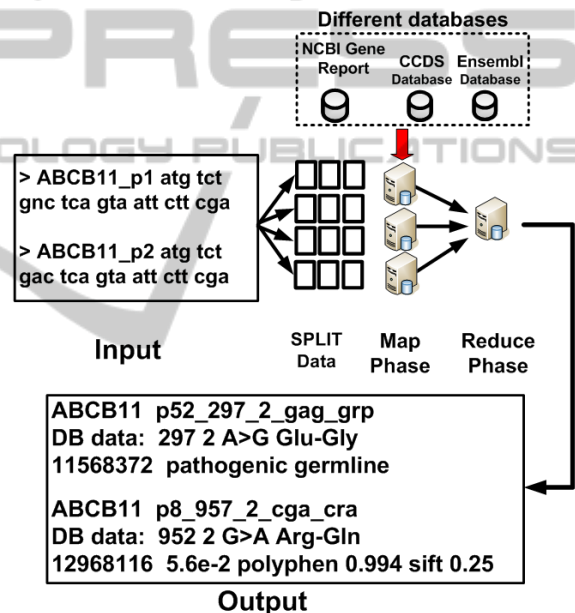 PRESS
OLOGY PUBLICATIONS
Different databases
NCBI Gene
Report
CCDS
Database
Ensembl
Database
> ABCB11_p1 atg tct
gnc tca gta att ctt cga
> ABCB11_p2 atg tct
gac tca gta att ctt cga
Input
SPLIT
Data
Map
Phase
Reduce
Phase
ABCB11 p52_297_2_gag_grp
DB data: 297 2 A>G Glu-Gly
11568372 pathogenic germline
ABCB11 p8_957_2_cga_cra
DB data: 952 2 G>A Arg-Gln
12968116 5.6e-2 polyphen 0.994 sift 0.25
Output